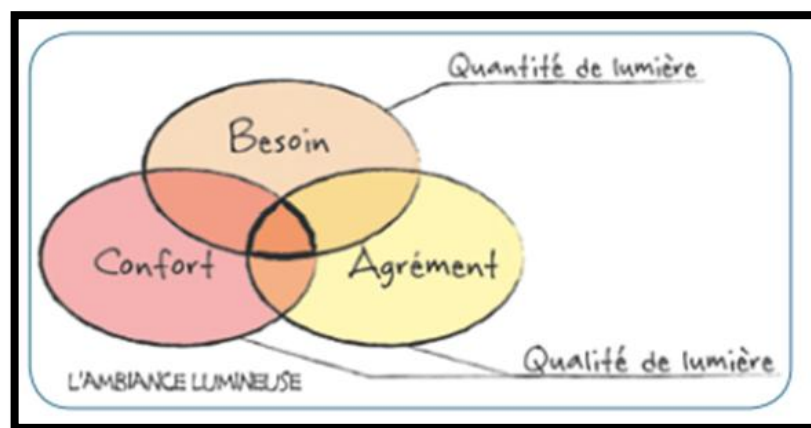 Quantité de lumière
Besoin
Confort
Agrément
Qualité de lumière
L'AMBIANCE LUMINEUSE